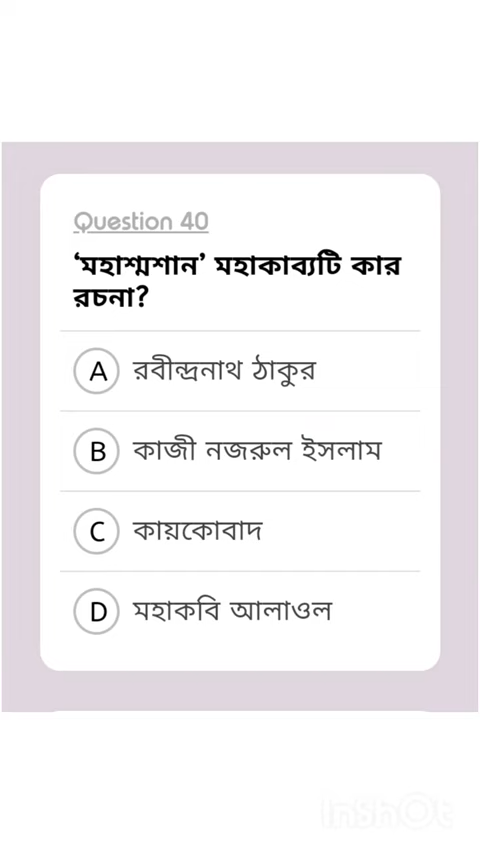 Question 40
‘মহাশ্মশান’ মহাকাব্যটি কার
রচনা?
A রবীন্দ্রনাথ ঠাকুর
B কাজী নজরুল ইসলাম
C কায়কোবাদ
D মহাকবি আলাওল
InShOt